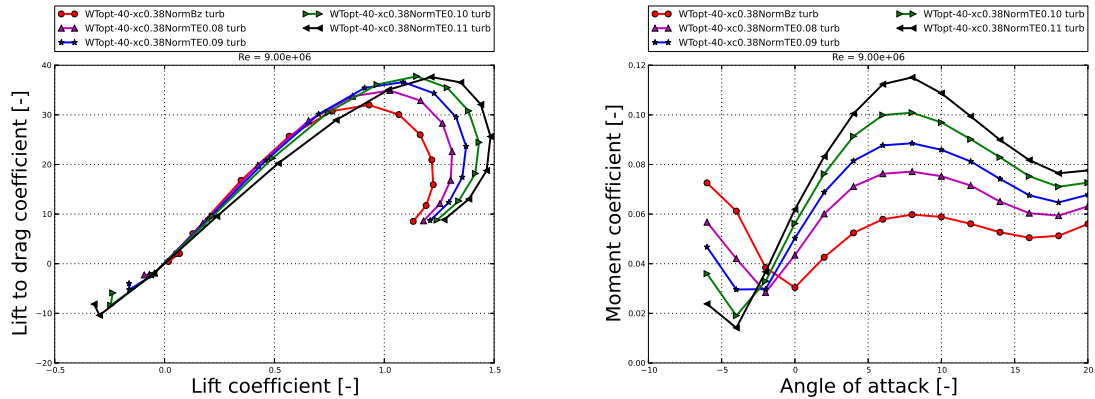 WTopt-40-xc0.38NormBz turb
WTopt-40-xc0.38NormTE0.08 turb
WTopt-40-xc0.38NormTE0.09 turb
WTopt-40-xc0.38NormTE0.10 turb
WTopt-40-xc0.38NormTE0.11 turb
Re = 9.00e+06
40
30
20
10
0
−10
−20
−0.5 0.0 0.5 1.0 1.5
Lift to drag coefficient [-]
Lift coefficient [-]
WTopt-40-xc0.38NormBz turb
WTopt-40-xc0.38NormTE0.08 turb
WTopt-40-xc0.38NormTE0.09 turb
WTopt-40-xc0.38NormTE0.10 turb
WTopt-40-xc0.38NormTE0.11 turb
Re = 9.00e+06
0.12
0.10
0.08
0.06
0.04
0.02
0.00
−10 −5 0 5 10 15 20
Moment coefficient [-]
Angle of attack [-]